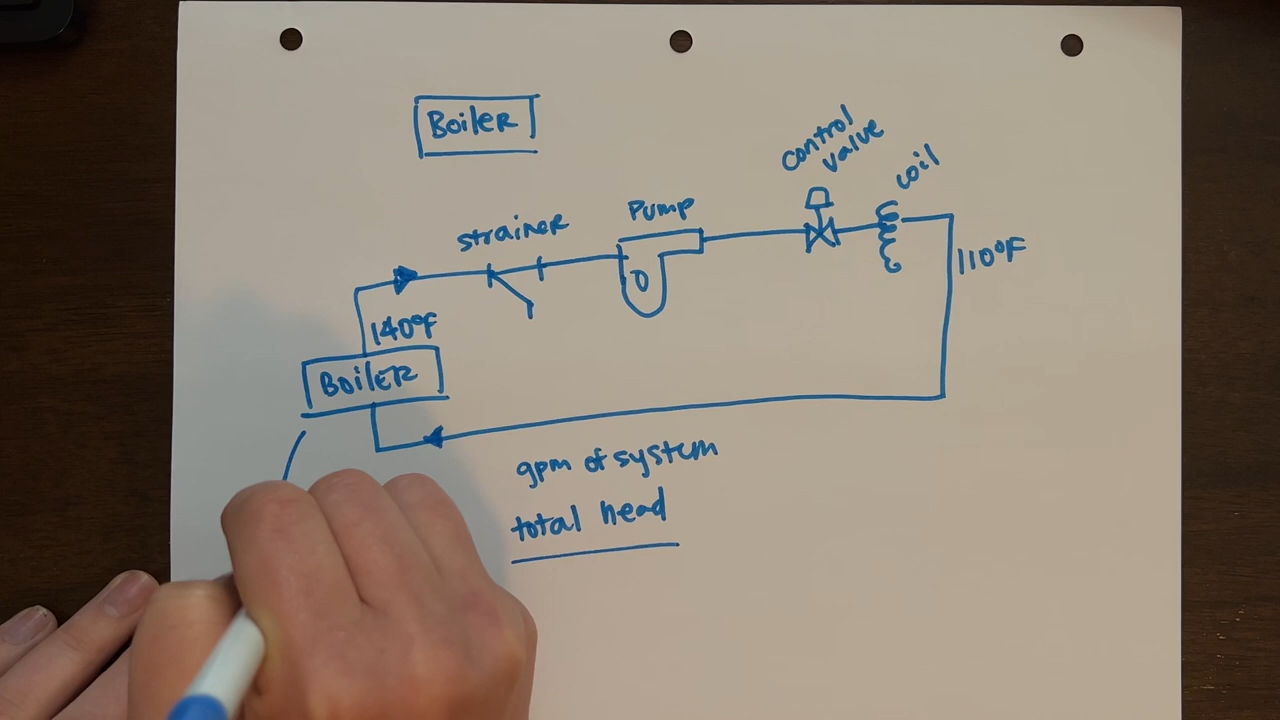 Boiler
control
valve
coil
Pump
strainer
110°F
140°F
Boiler
gpm of system
total head